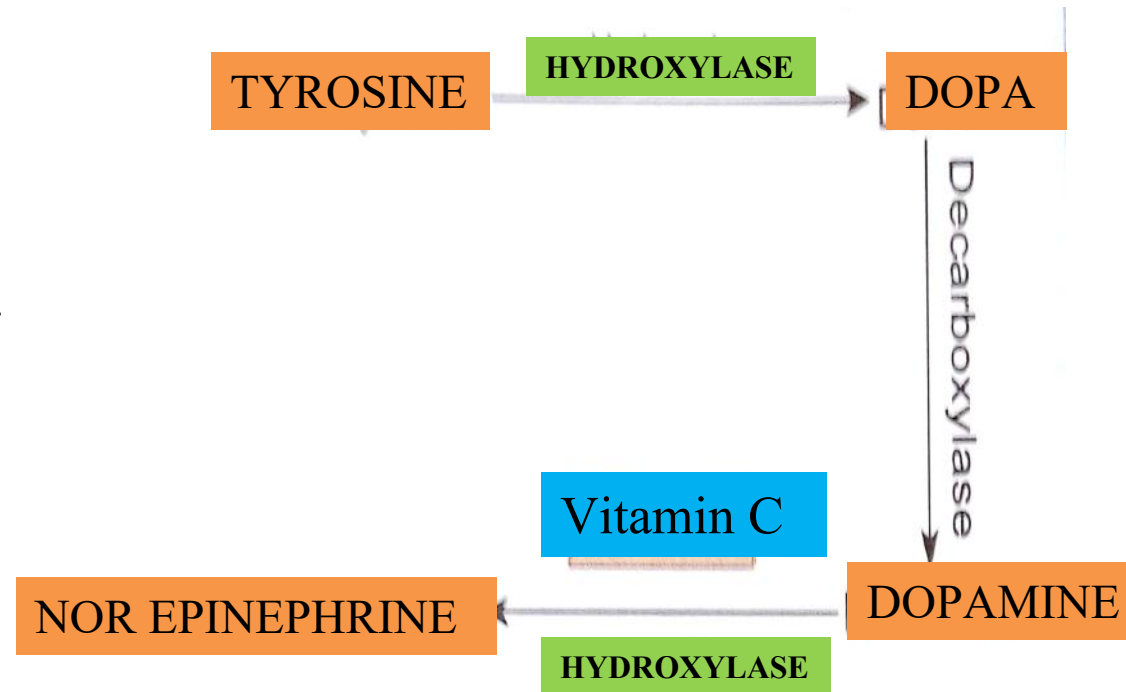 HYDROXYLASE
TYROSINE
DOPA
Decarboxylase
Vitamin C
NOR EPINEPHRINE
DOPAMINE
HYDROXYLASE